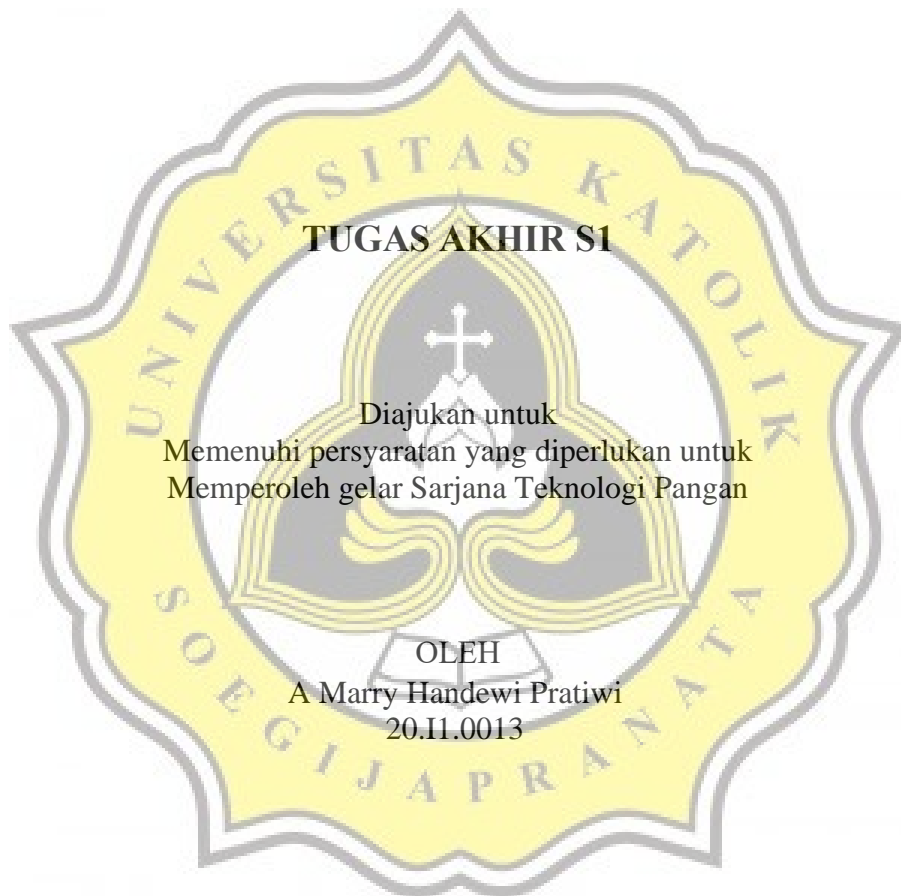 UNIVERSITAS KATOLIK
TUGAS AKHIR S1
Diajukan untuk
Memenuhi persyaratan yang diperlukan untuk
Memperoleh gelar Sarjana Teknologi Pangan
OLEH
A Marry Handewi Pratiwi
20.I1.0013
SOEGIJAPRANATA